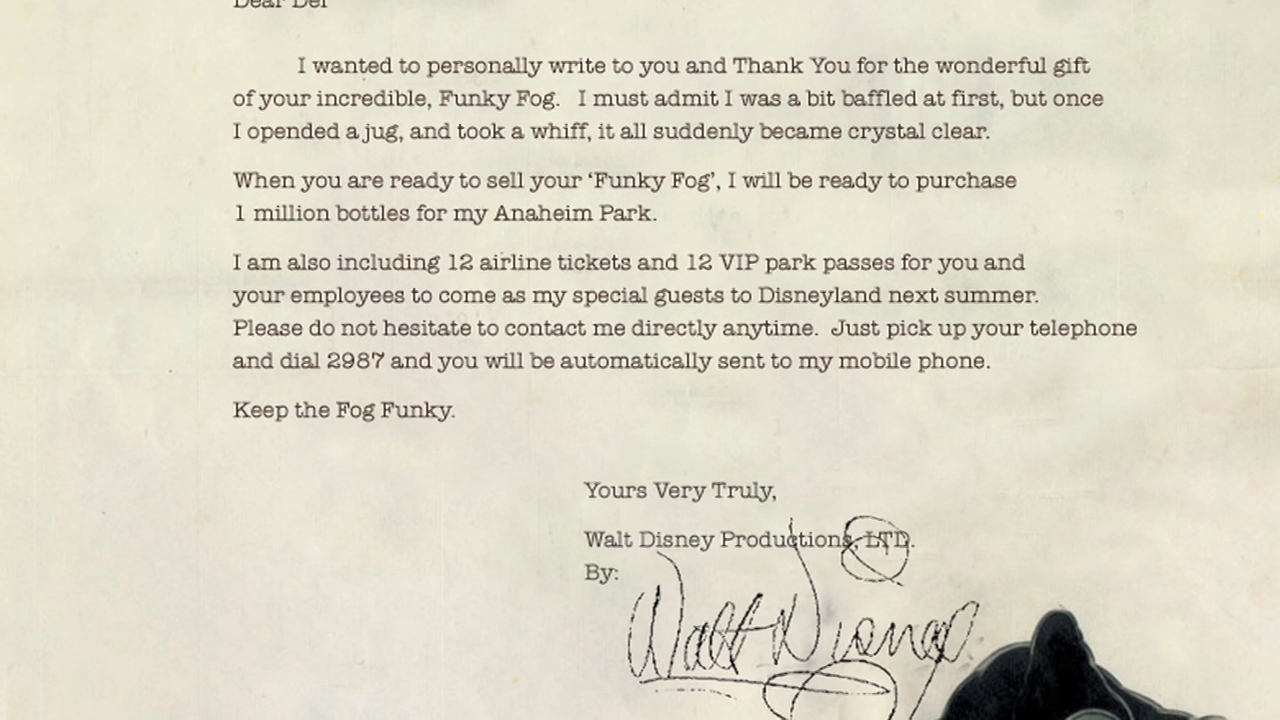 Dear Del
I wanted to personally write to you and Thank You for the wonderful gift
of your incredible, Funky Fog. I must admit I was a bit baffled at first, but once
I opended a jug, and took a whiff, it all suddenly became crystal clear.
When you are ready to sell your ‘Funky Fog’, I will be ready to purchase
1 million bottles for my Anaheim Park.
I am also including 12 airline tickets and 12 VIP park passes for you and
your employees to come as my special guests to Disneyland next summer.
Please do not hesitate to contact me directly anytime. Just pick up your telephone
and dial 2987 and you will be automatically sent to my mobile phone.
Keep the Fog Funky.
Yours Very Truly,
Walt Disney Productions, LTD.
By:
Walt Disney